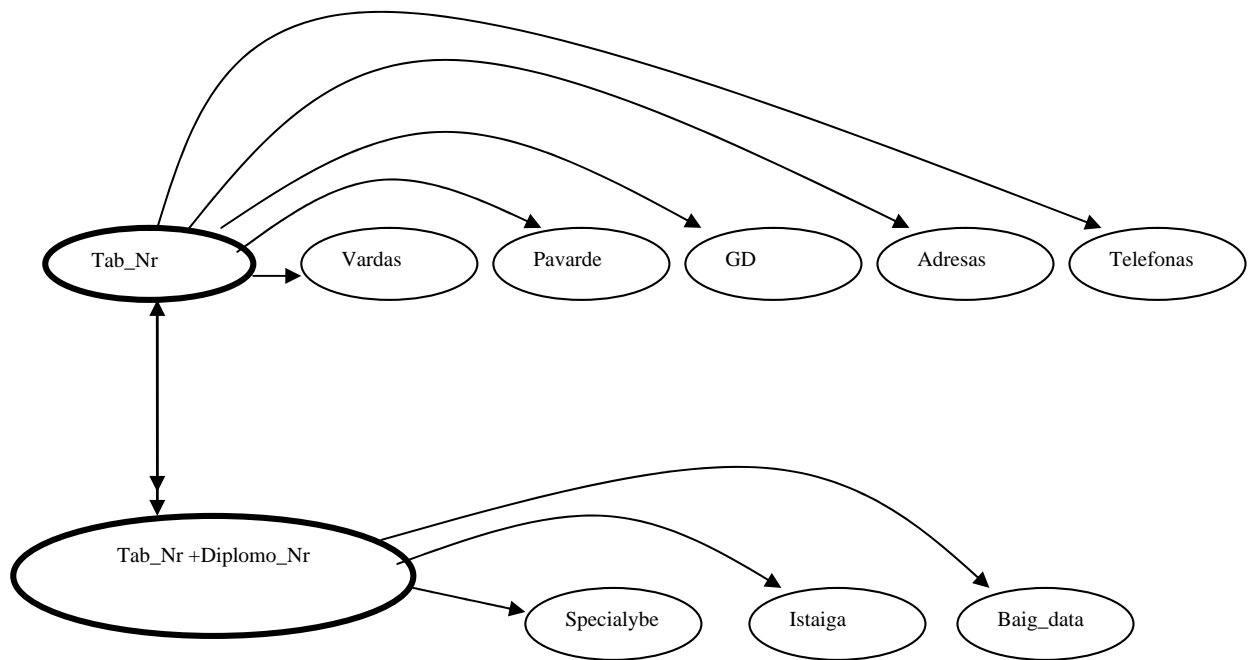 Tab_Nr
Vardas
Pavarde
GD
Adresas
Telefonas
Tab_Nr +Diplomo_Nr
Specialybe
Istaiga
Baig_data